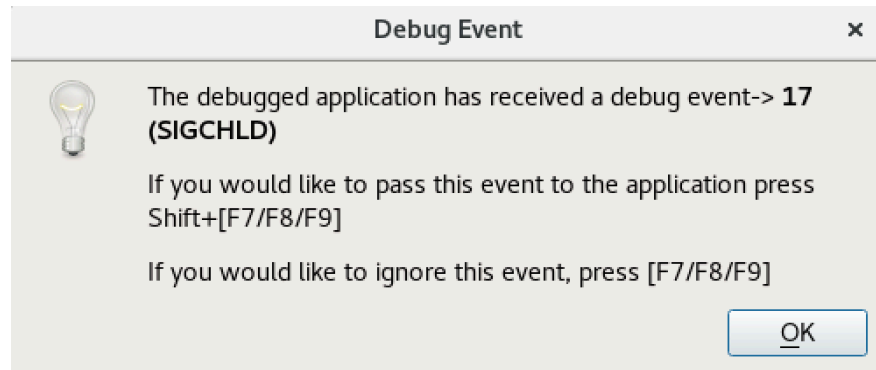 Debug Event ×
The debugged application has received a debug event-> 17
(SIGCHLD)
If you would like to pass this event to the application press
Shift+[F7/F8/F9]
If you would like to ignore this event, press [F7/F8/F9]
OK